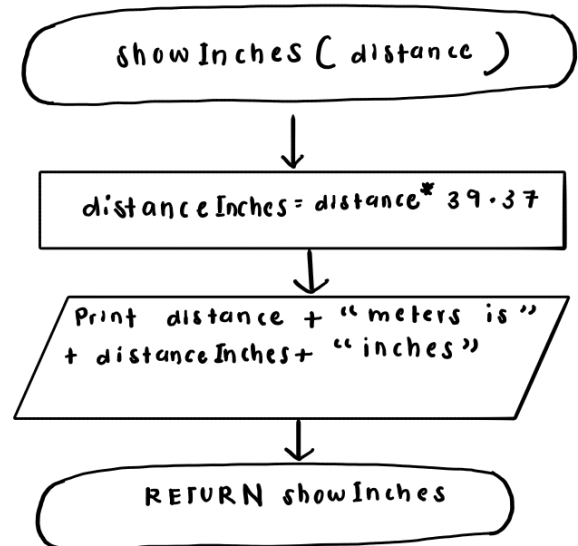 showInches ( distance )
distanceInches = distance * 39.37
Print distance + “meters is”
+ distanceInches + “inches”
RETURN showInches